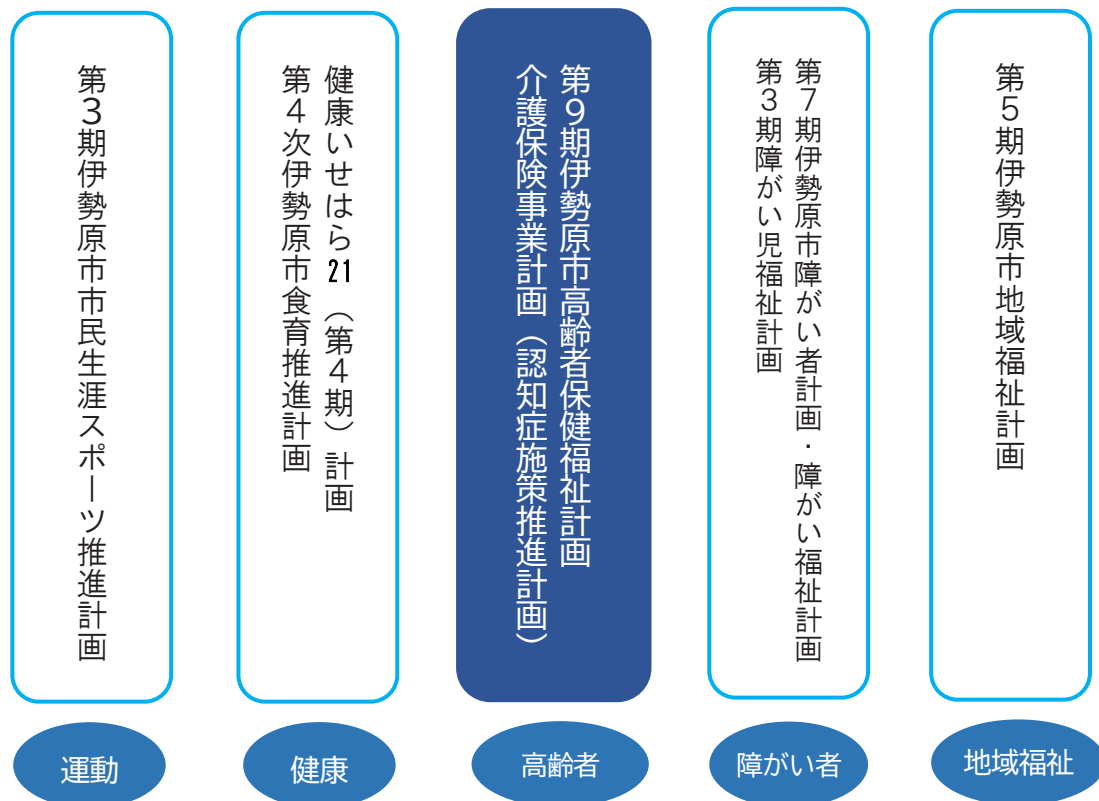 第5期伊勢原市地域福祉計画
第7期伊勢原市障がい者計画・障がい福祉計画
第3期障がい児福祉計画
第9期伊勢原市高齢者保健福祉計画
介護保険事業計画（認知症施策推進計画）
健康いせはら21（第4期）計画
第4次伊勢原市食育推進計画
第3期伊勢原市市民生涯スポーツ推進計画
運動
健康
高齢者
障がい者
地域福祉